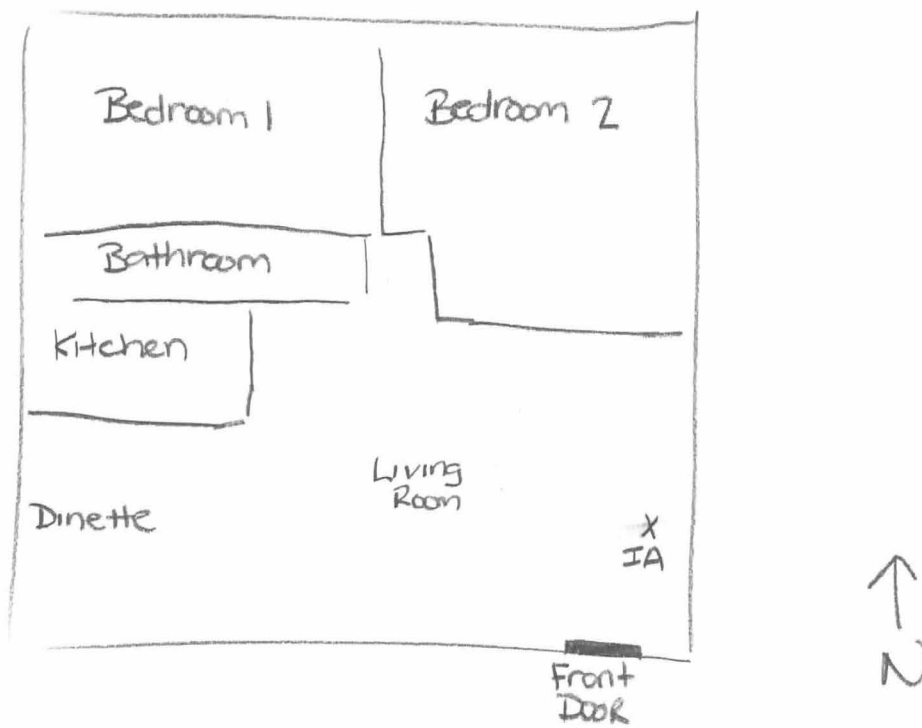 Bedroom 1
Bedroom 2
Bathroom
Kitchen
Living
Room
Dinette
X
IA
Front
Door
N